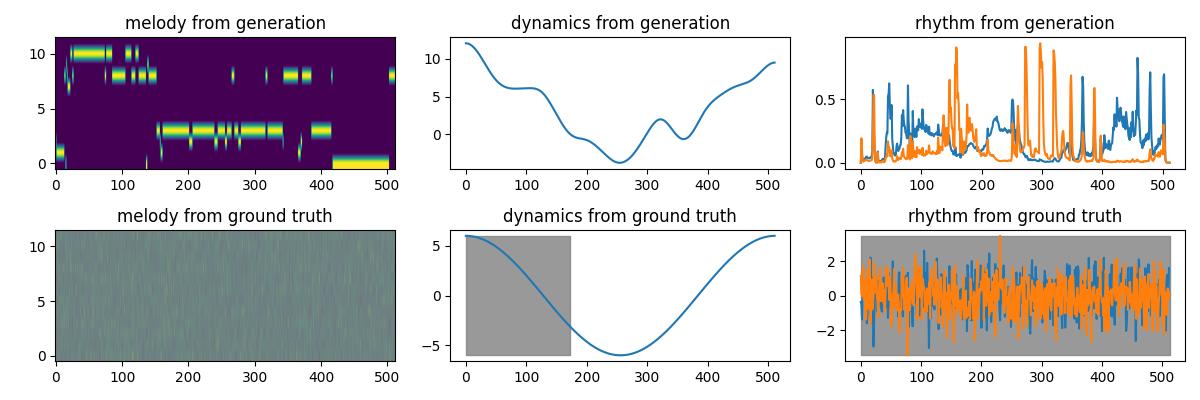 melody from generation
10
5
0
0 100 200 300 400 500
dynamics from generation
10
5
0
0 100 200 300 400 500
rhythm from generation
0.5
0.0
0 100 200 300 400 500
melody from ground truth
10
5
0
0 100 200 300 400 500
dynamics from ground truth
5
0
−5
0 100 200 300 400 500
rhythm from ground truth
2
0
−2
0 100 200 300 400 500